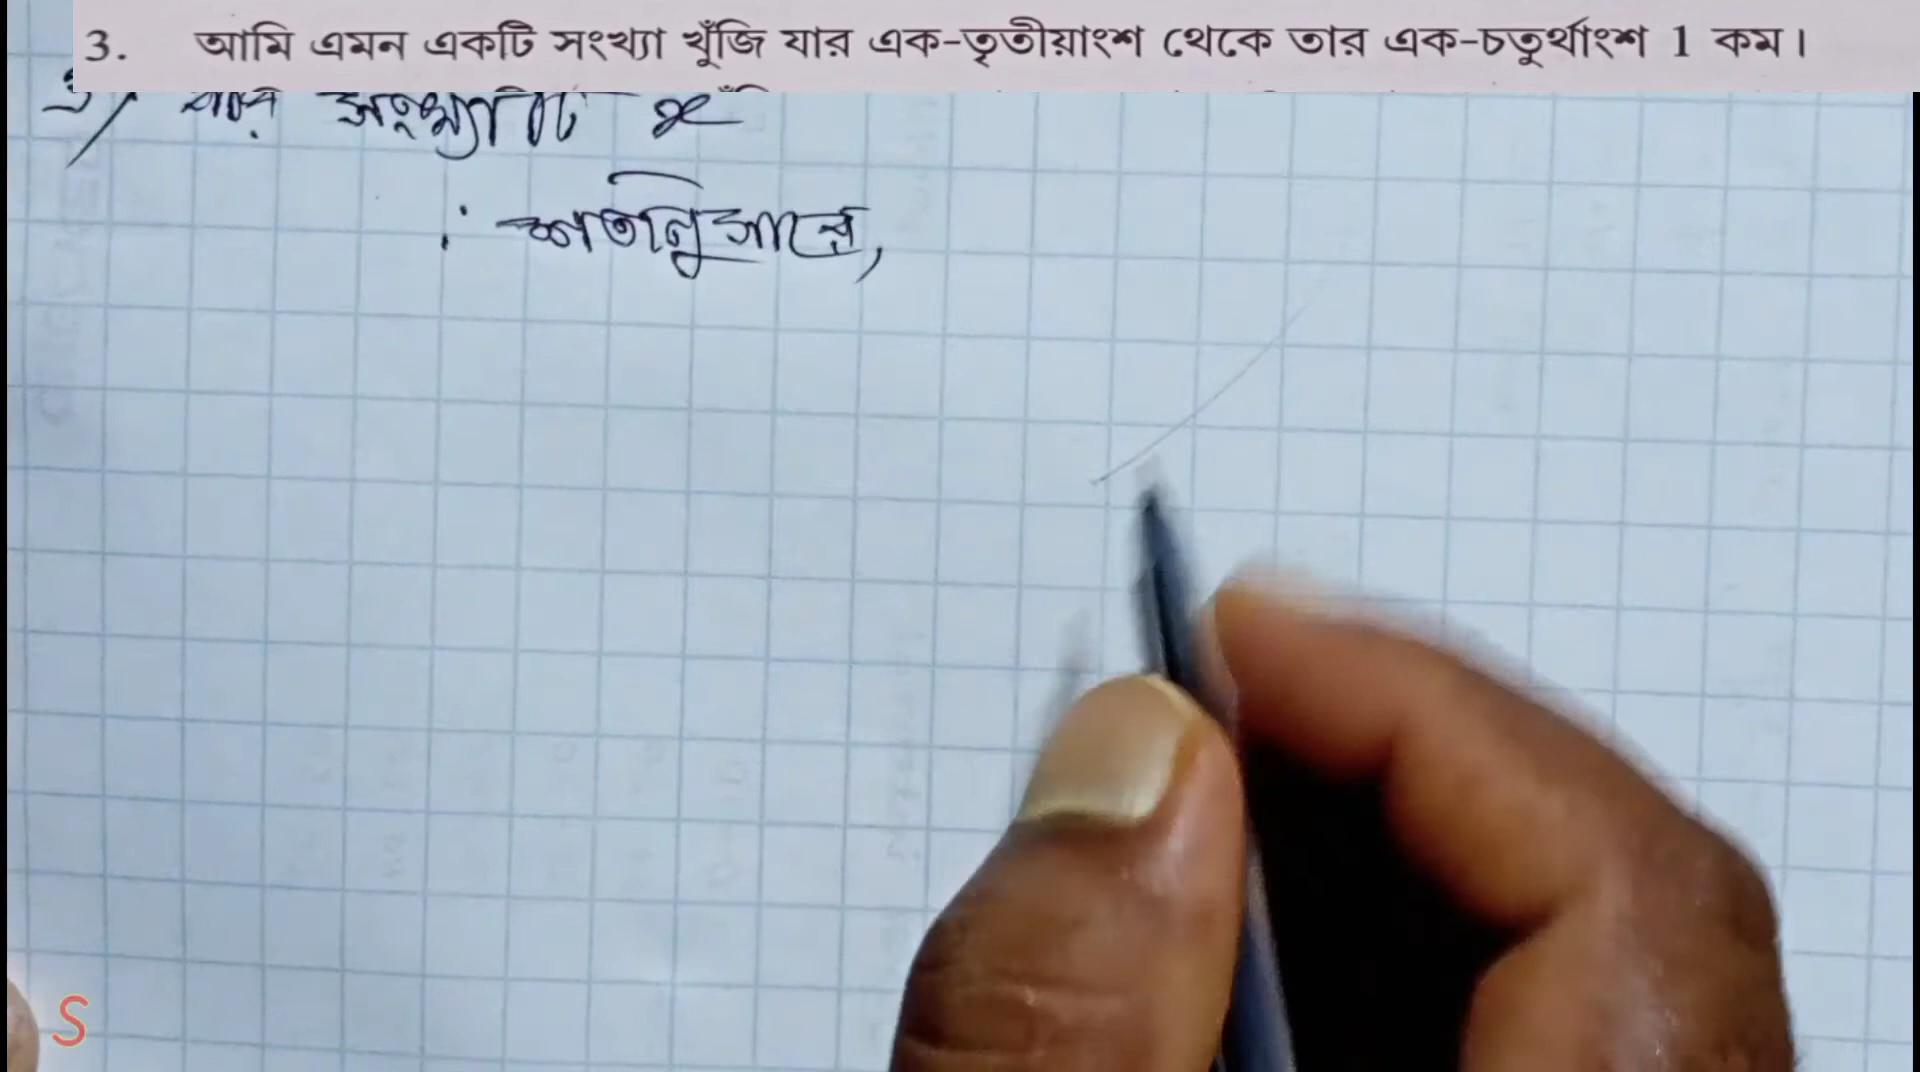 3. আমি এমন একটি সংখ্যা খুঁজি যার এক-তৃতীয়াংশ থেকে তার এক-চতুর্থাংশ 1 কম।
৩) ধরি সংখ্যাটি x
: শর্তানুসারে,
S